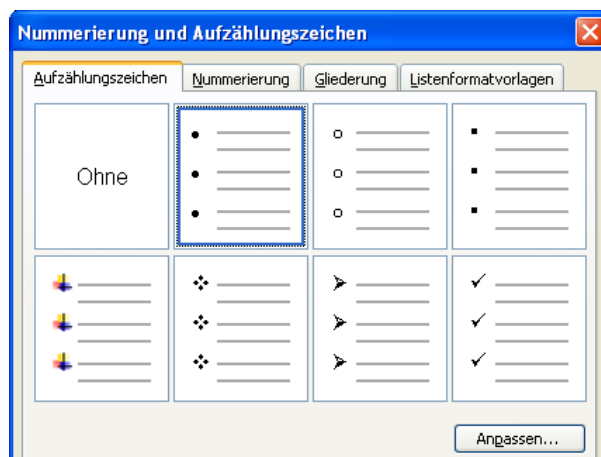 Nummerierung und Aufzählungszeichen
Aufzählungszeichen Nummerierung Gliederung Listenformatvorlagen
Ohne
Anpassen...